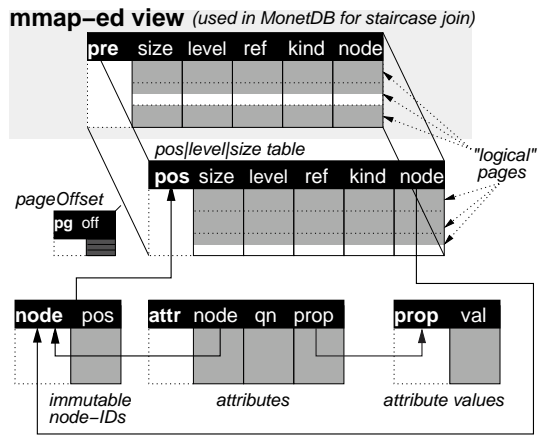 mmap−ed view (used in MonetDB for staircase join)
pre size level ref kind node
pos|level|size table
"logical"
pages
pos size level ref kind node
pageOffset
pg off
node pos
attr node qn prop
prop val
immutable
node−IDs
attributes
attribute values